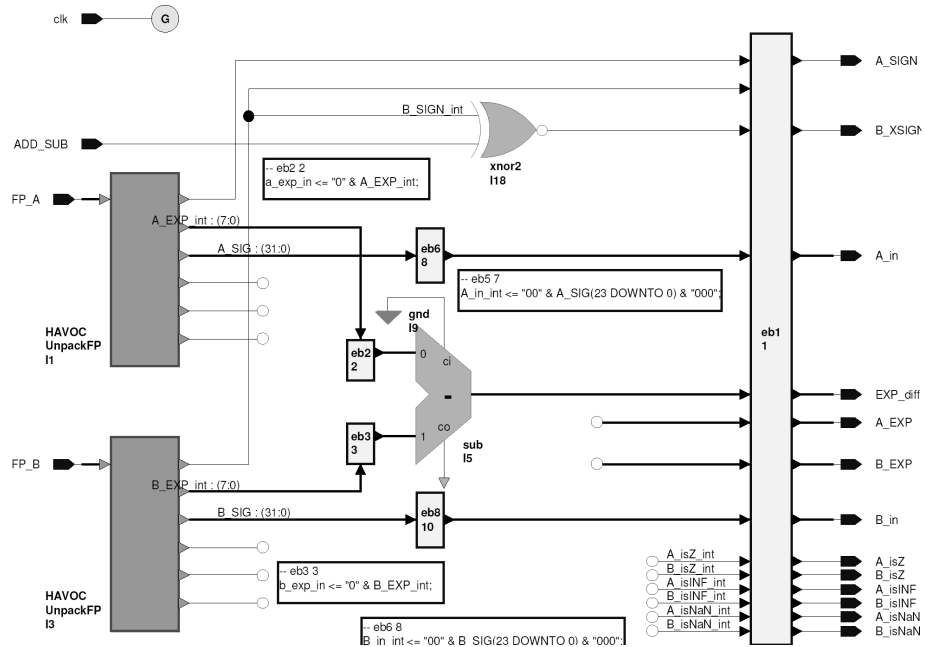 clk
G
A_SIGN
B_SIGN_int
B_XSIGN
ADD_SUB
xnor2
I18
-- eb2 2
a_exp_in <= "0" & A_EXP_int;
FP_A
A_EXP_int : (7:0)
A_SIG : (31:0)
eb6
8
A_in
-- eb5 7
A_in_int <= "00" & A_SIG(23 DOWNTO 0) & "000";
gnd
I9
HAVOC
UnpackFP
I1
eb2
2
0
ci
eb1
1
-
EXP_diff
A_EXP
eb3
3
1
co
sub
I5
FP_B
B_EXP
B_EXP_int : (7:0)
B_SIG : (31:0)
eb8
10
B_in
A_isZ_int
A_isZ
B_isZ_int
B_isZ
A_isINF_int
A_isINF
B_isINF_int
B_isINF
A_isNaN_int
A_isNaN
B_isNaN_int
B_isNaN
-- eb3 3
b_exp_in <= "0" & B_EXP_int;
HAVOC
UnpackFP
I3
-- eb6 8
B_in_int <= "00" & B_SIG(23 DOWNTO 0) & "000";